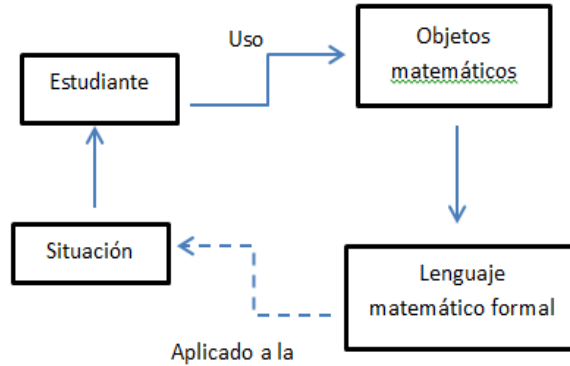 Uso
Objetos
matemáticos
Estudiante
Situación
Lenguaje
matemático formal
Aplicado a la